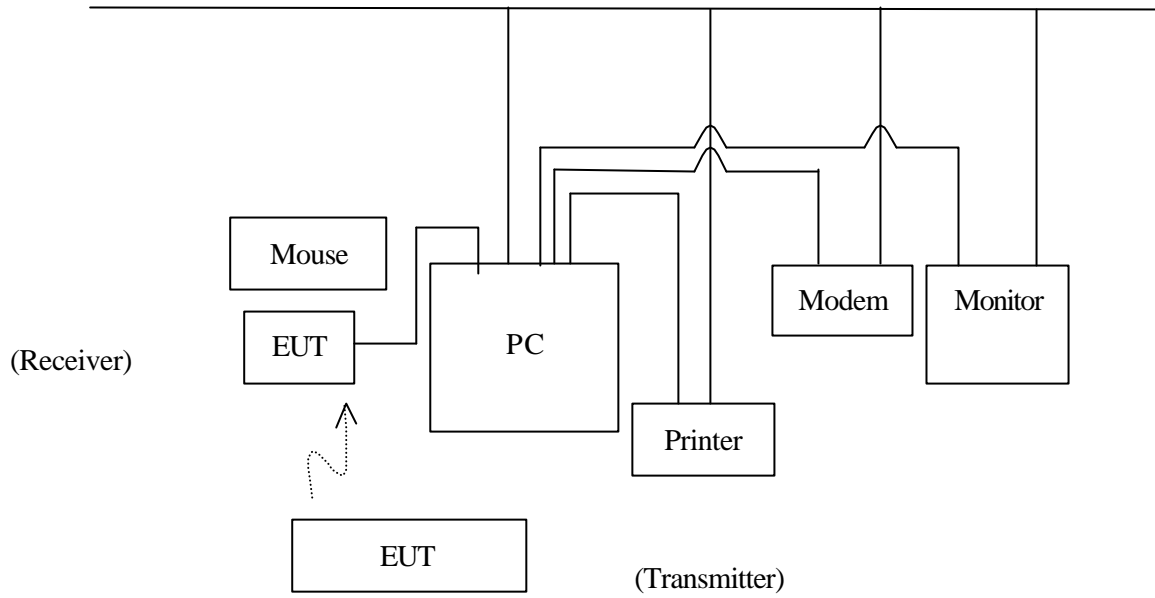 Mouse
Modem
Monitor
EUT
PC
(Receiver)
Printer
EUT
(Transmitter)